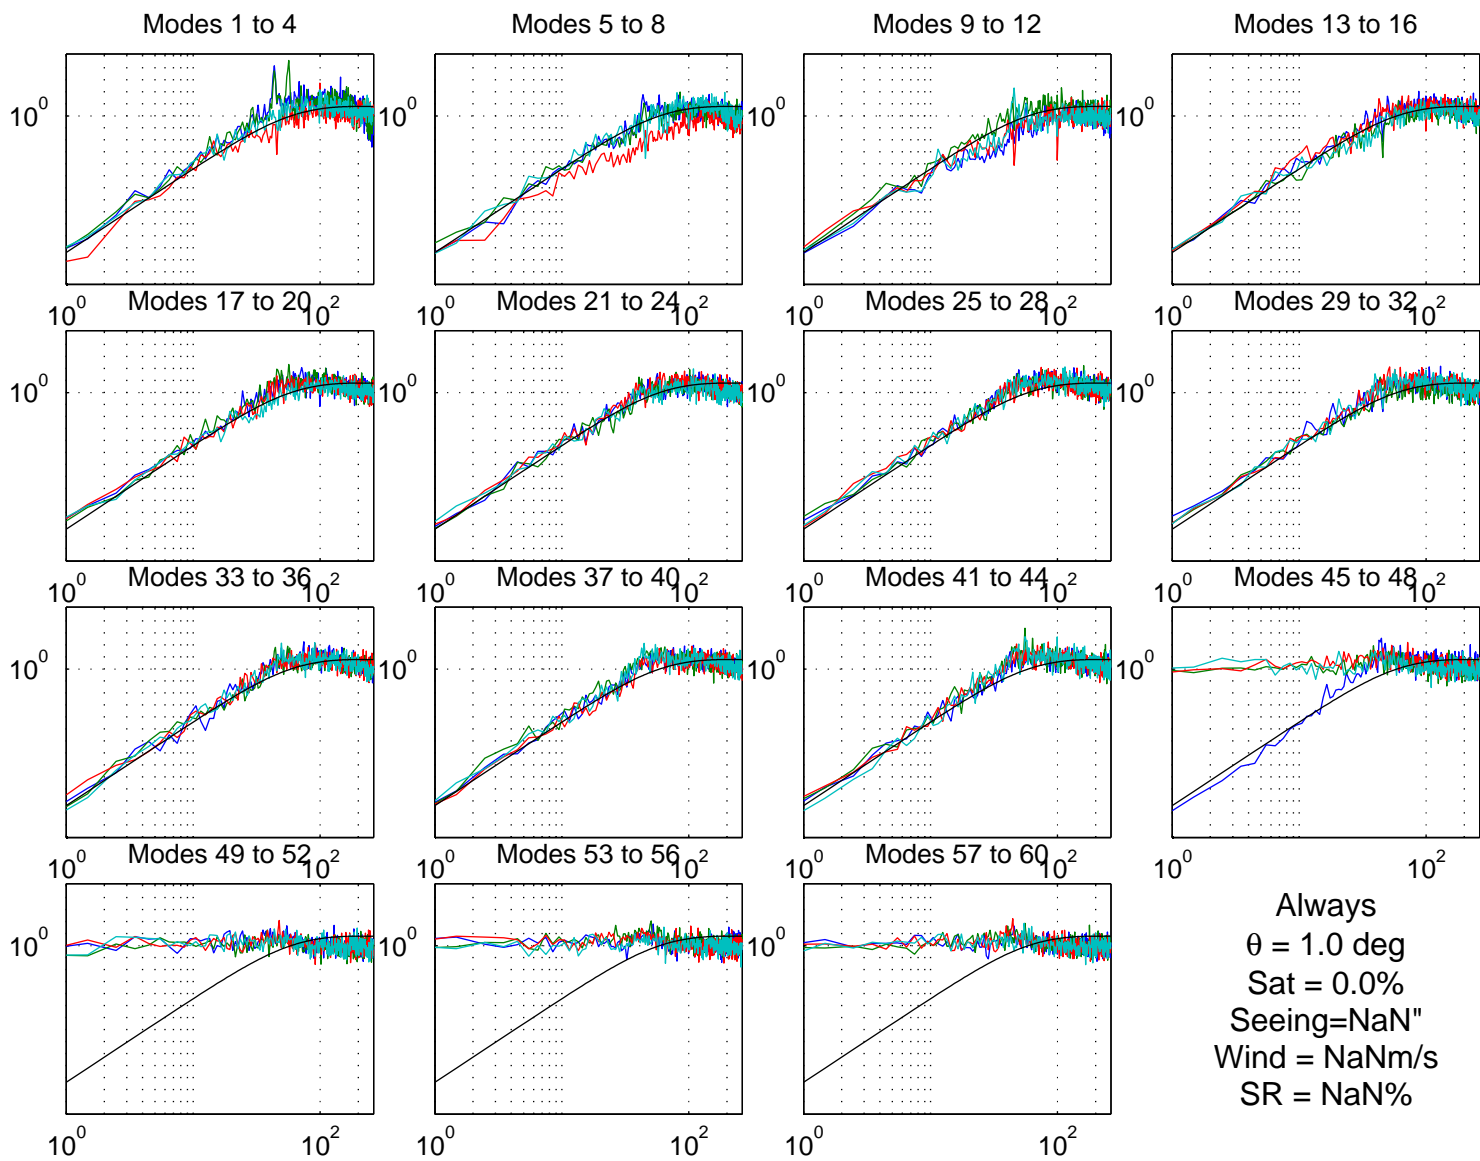 Modes 1 to 4
Modes 5 to 8
Modes 9 to 12
Modes 13 to 16
10^0
10^0
10^0
10^0
10^0
10^2
10^0
10^2
10^0
10^2
10^0
10^2
Modes 17 to 20
Modes 21 to 24
Modes 25 to 28
Modes 29 to 32
10^0
10^0
10^0
10^0
10^0
10^2
10^0
10^2
10^0
10^2
10^0
10^2
Modes 33 to 36
Modes 37 to 40
Modes 41 to 44
Modes 45 to 48
10^0
10^0
10^0
10^0
10^0
10^2
10^0
10^2
10^0
10^2
10^0
10^2
Modes 49 to 52
Modes 53 to 56
Modes 57 to 60
10^0
10^0
10^0
10^0
10^2
10^0
10^2
10^0
10^2
Always
θ = 1.0 deg
Sat = 0.0%
Seeing=NaN"
Wind = NaNm/s
SR = NaN%